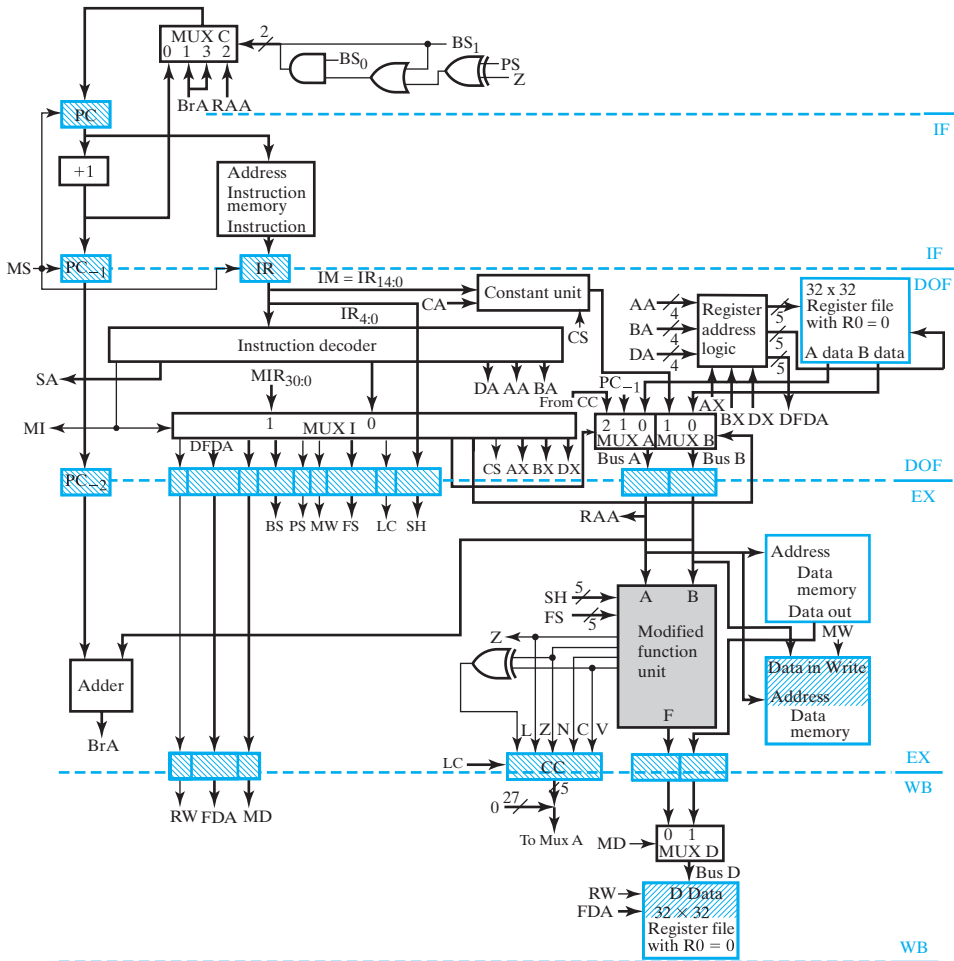 MUX C
0 1 3 2
2
BS1
BS0
PS
Z
BrA RAA
PC
IF
+1
Address
Instruction
memory
Instruction
MS
PC−1
IR
IF
DOF
IM = IR14:0
CA
Constant unit
CS
IR4:0
AA
4
BA
4
DA
4
Register
address
logic
5
5
5
32 x 32
Register file
with R0 = 0
A data B data
Instruction decoder
SA
DA AA BA
MIR30:0
PC−1
From CC
AX
BX DX DFDA
MI
1
MUX I
0
2 1 0
MUX A
1 0
MUX B
DFDA
CS AX BX DX
Bus A
Bus B
PC−2
DOF
EX
BS PS MW FS LC SH
RAA
Address
Data
memory
Data out
MW
SH
5
FS
5
A
B
Modified
function
unit
F
Z
Data in Write
Address
Data
memory
Adder
BrA
L Z N C V
LC
CC
EX
WB
RW FDA MD
5
0
27
To Mux A
MD
0 1
MUX D
Bus D
RW
FDA
D Data
32 × 32
Register file
with R0 = 0
WB